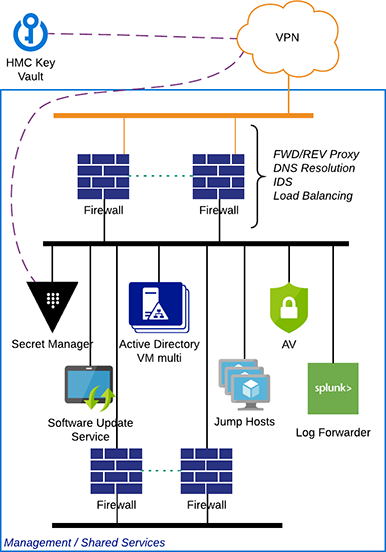 HMC Key
Vault
VPN
FWD/REV Proxy
DNS Resolution
IDS
Load Balancing
Firewall
Firewall
Secret Manager
Active Directory
VM multi
AV
Software Update
Service
Jump Hosts
splunk>
Log Forwarder
Firewall
Firewall
Management / Shared Services